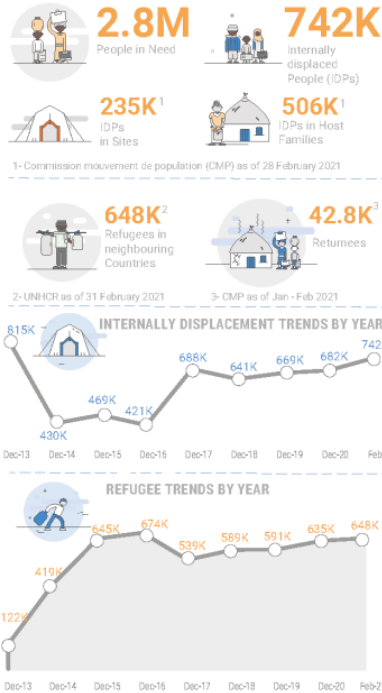 2.8M
People in Need
742K
Internally
displaced
People (IDPs)
235K1
IDPs
in Sites
506K1
IDPs in Host
Families
1- Commission mouvement de population (CMP) as of 28 February 2021
648K2
Refugees in
neighbouring
Countries
42.8K3
Returnees
2- UNHCR as of 31 February 2021
3- CMP as of Jan - Feb 2021
INTERNALLY DISPLACEMENT TRENDS BY YEAR
815K
430K
469K
421K
688K
641K
669K
682K
742
Dec-13 Dec-14 Dec-15 Dec-16 Dec-17 Dec-18 Dec-19 Dec-20 Feb
REFUGEE TRENDS BY YEAR
122K
419K
645K
674K
539K
589K
591K
635K
648K
Dec-13 Dec-14 Dec-15 Dec-16 Dec-17 Dec-18 Dec-19 Dec-20 Feb-2